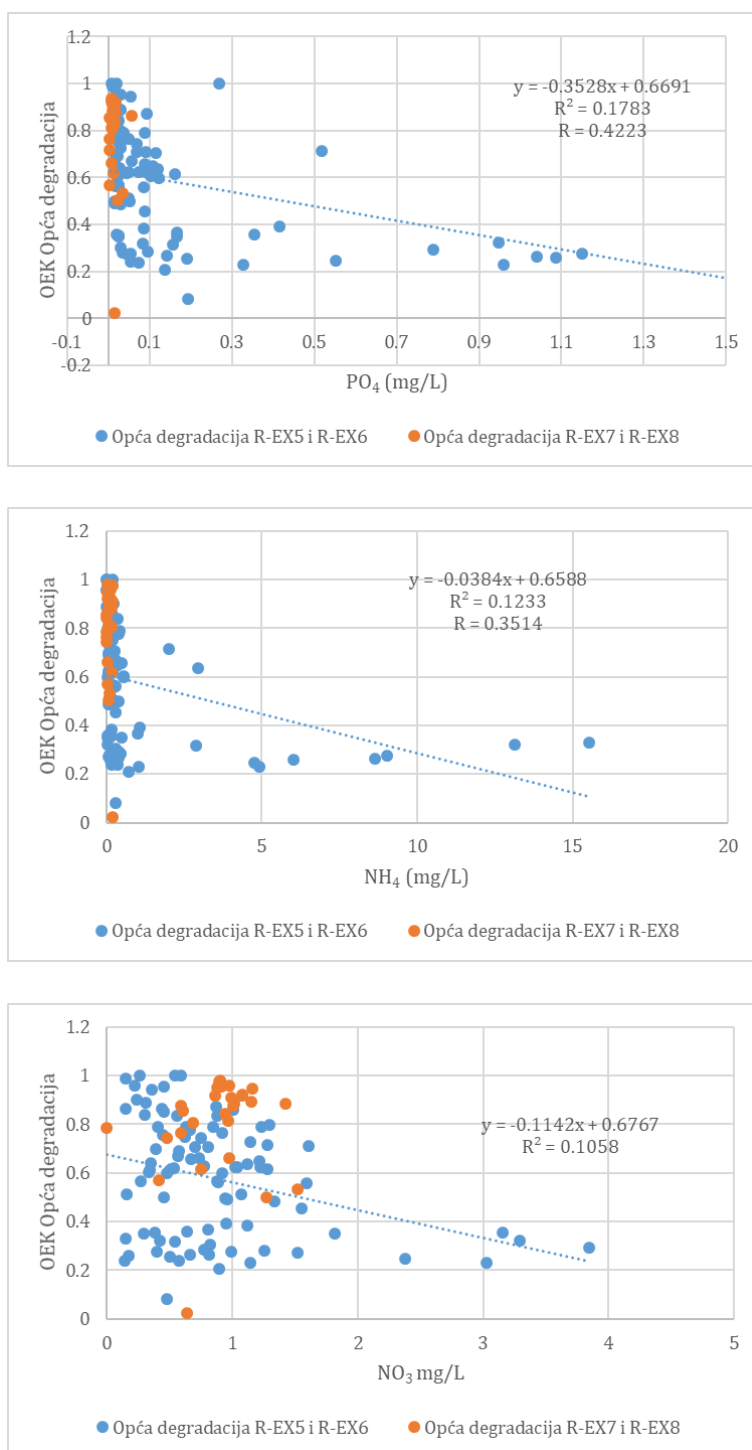 1.2
1
0.8
0.6
0.4
0.2
0
-0.2
OEK Opća degradacija
y = -0.3528x + 0.6691
R² = 0.1783
R = 0.4223
-0.1 0.1 0.3 0.5 0.7 0.9 1.1 1.3 1.5
PO₄ (mg/L)
Opća degradacija R-EX5 i R-EX6 Opća degradacija R-EX7 i R-EX8
1.2
1
0.8
0.6
0.4
0.2
0
OEK Opća degradacija
y = -0.0384x + 0.6588
R² = 0.1233
R = 0.3514
0 5 10 15 20
NH₄ (mg/L)
Opća degradacija R-EX5 i R-EX6 Opća degradacija R-EX7 i R-EX8
1.2
1
0.8
0.6
0.4
0.2
0
OEK Opća degradacija
y = -0.1142x + 0.6767
R² = 0.1058
0 1 2 3 4 5
NO₃ mg/L
Opća degradacija R-EX5 i R-EX6 Opća degradacija R-EX7 i R-EX8